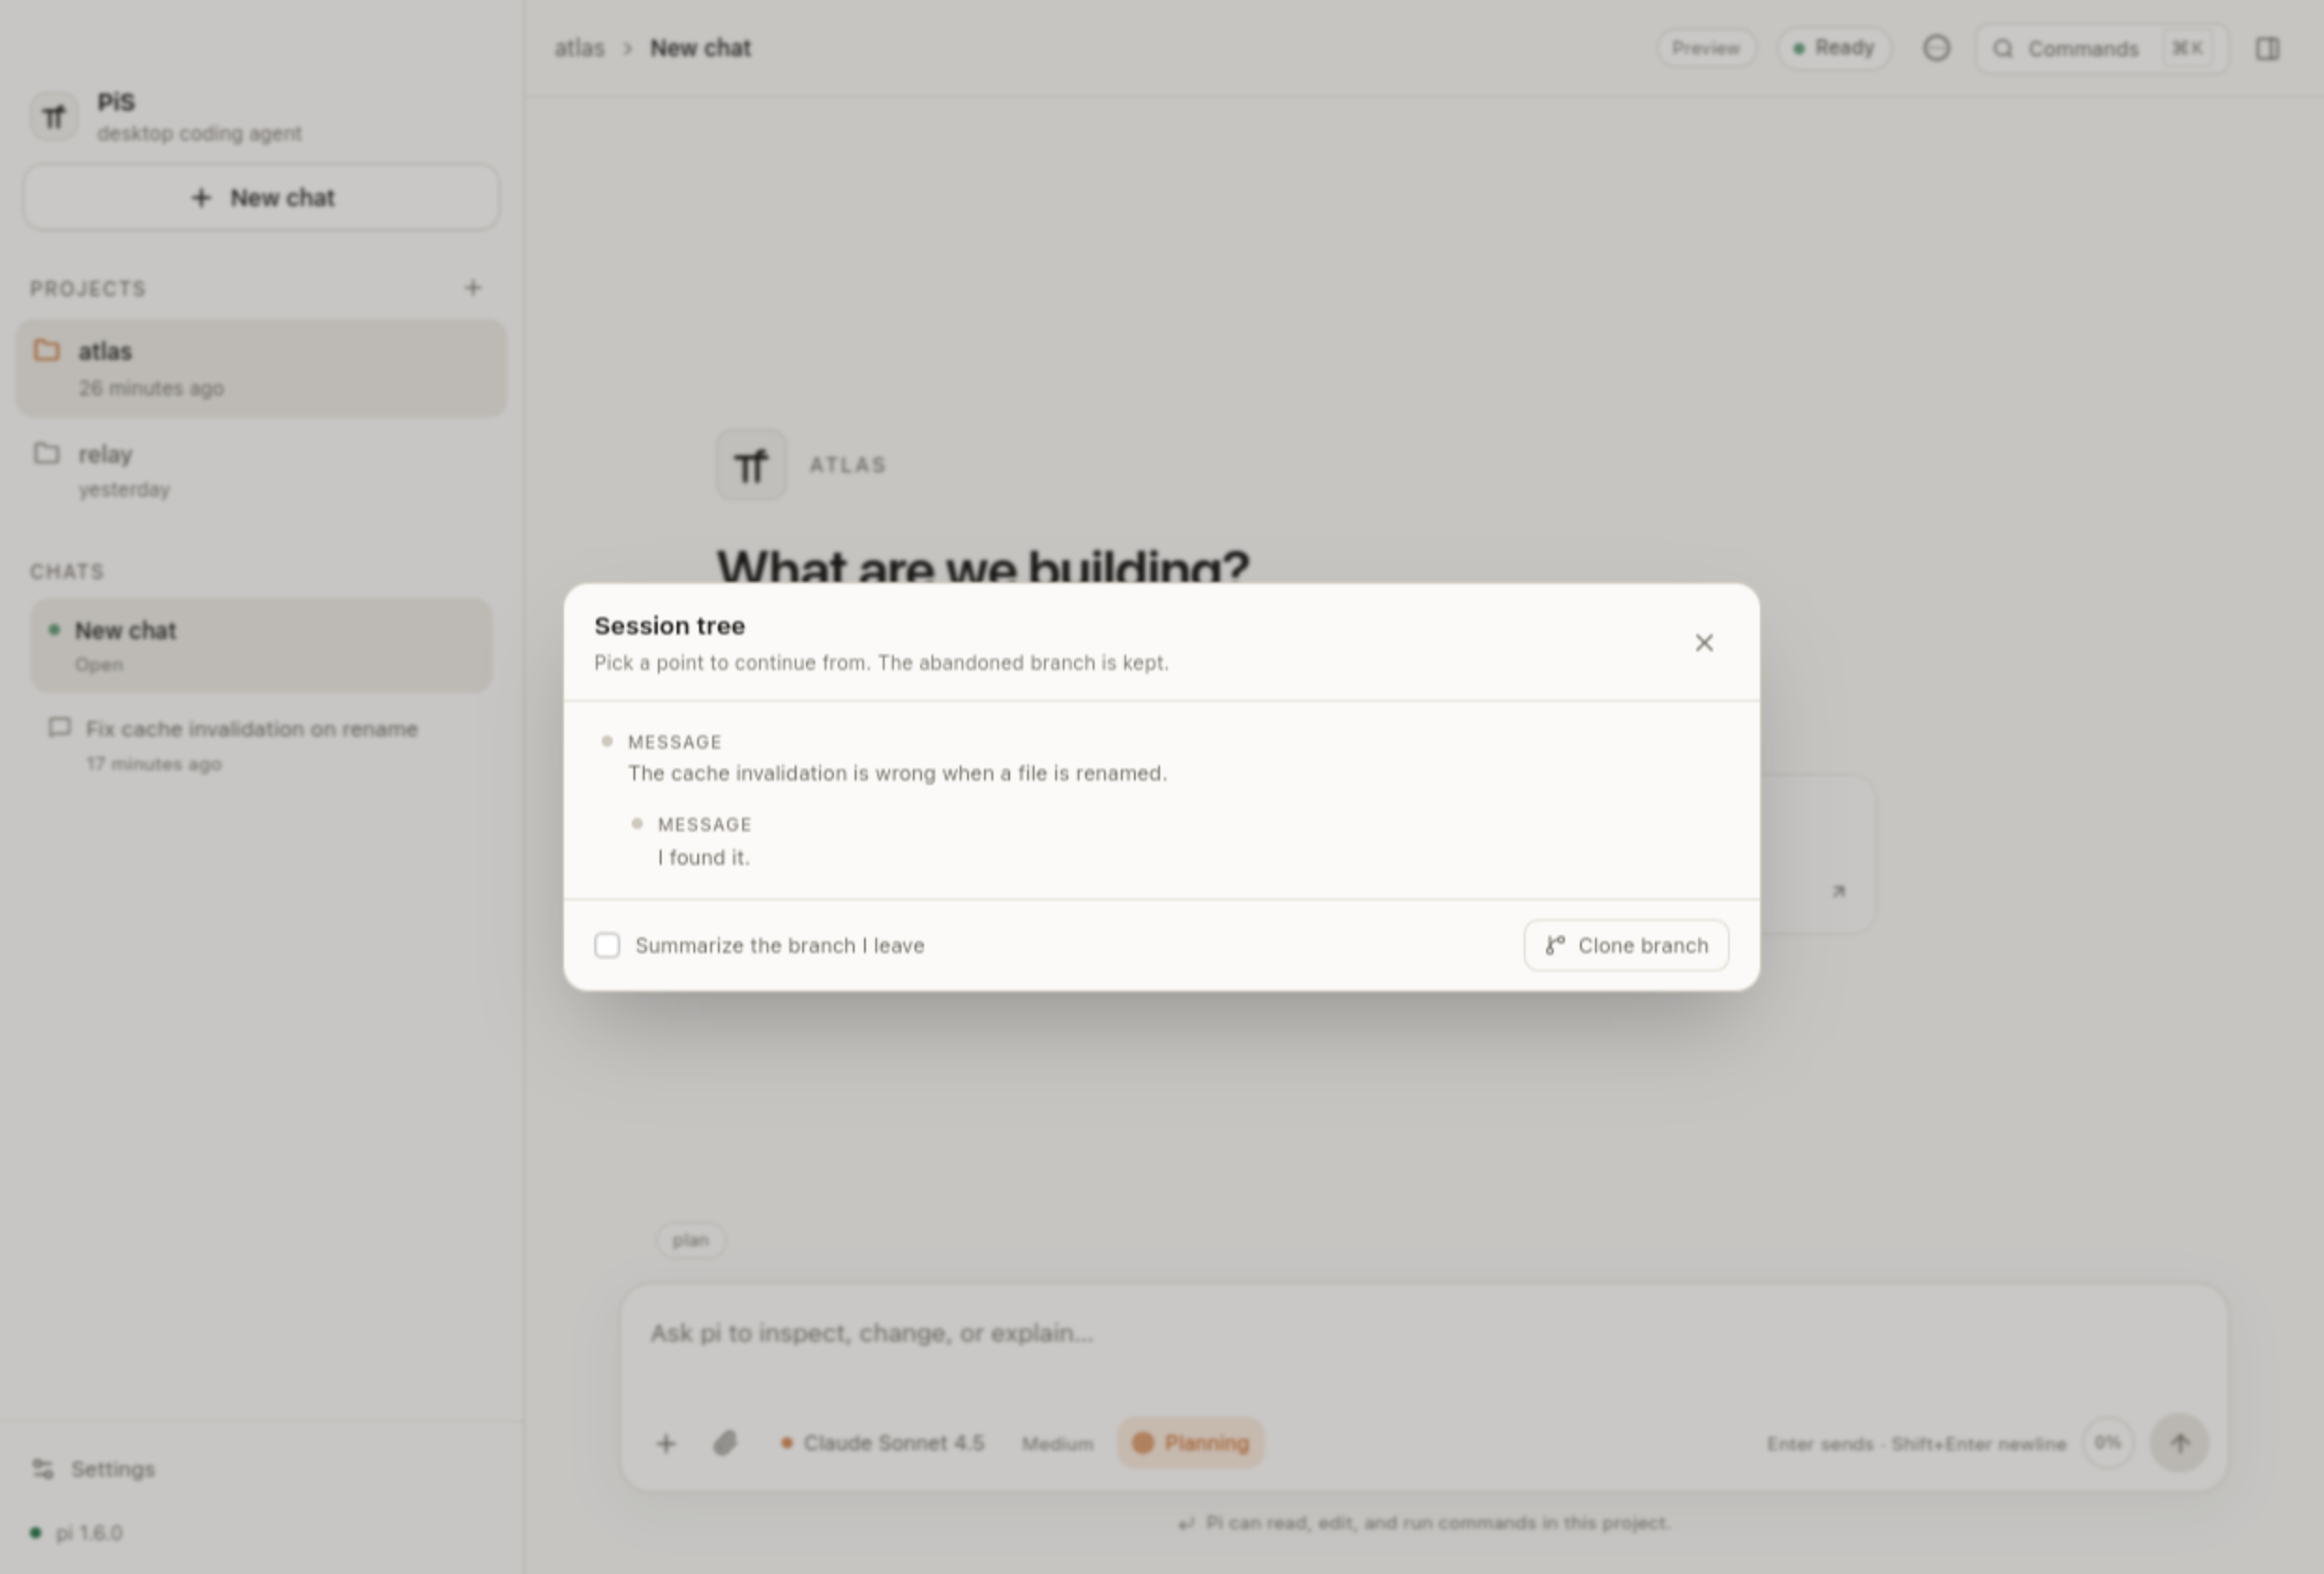 atlas › New chat
Preview
Ready
Commands ⌘K
PiS
desktop coding agent
New chat
PROJECTS
atlas
26 minutes ago
relay
yesterday
CHATS
New chat
Open
Fix cache invalidation on rename
17 minutes ago
Settings
pi 1.6.0
ATLAS
What are we building?
Session tree
Pick a point to continue from. The abandoned branch is kept.
MESSAGE
The cache invalidation is wrong when a file is renamed.
MESSAGE
I found it.
Summarize the branch I leave
Clone branch
plan
Ask pi to inspect, change, or explain...
Claude Sonnet 4.5 Medium Planning
Enter sends · Shift+Enter newline 0%
Pi can read, edit, and run commands in this project.